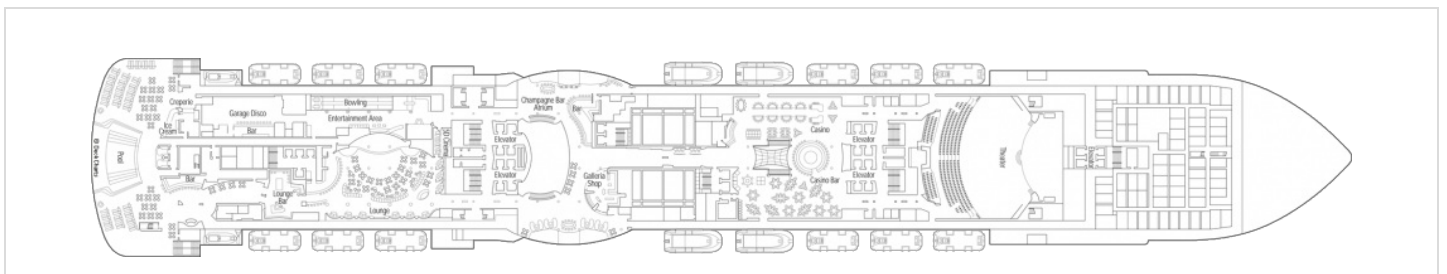 Creperie
Ice
Cream
Pool
Bar
Garage Disco
Bar
Bowling
Entertainment Area
Lounge
Bar
Lounge
Elevator
Elevator
Champagne Bar
Atrium
Bar
Galleria
Shop
Casino
Casino Bar
Elevator
Elevator
Theater